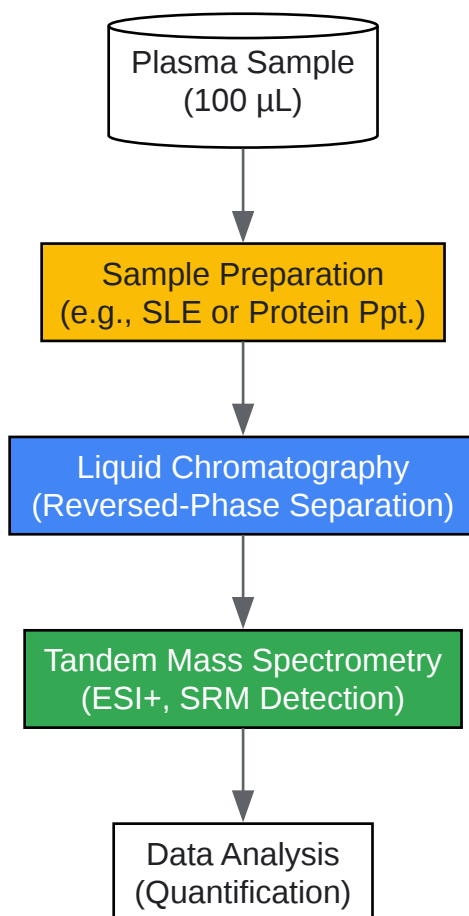 Plasma Sample
(100 µL)
Sample Preparation
(e.g., SLE or Protein Ppt.)
Liquid Chromatography
(Reversed-Phase Separation)
Tandem Mass Spectrometry
(ESI+, SRM Detection)
Data Analysis
(Quantification)